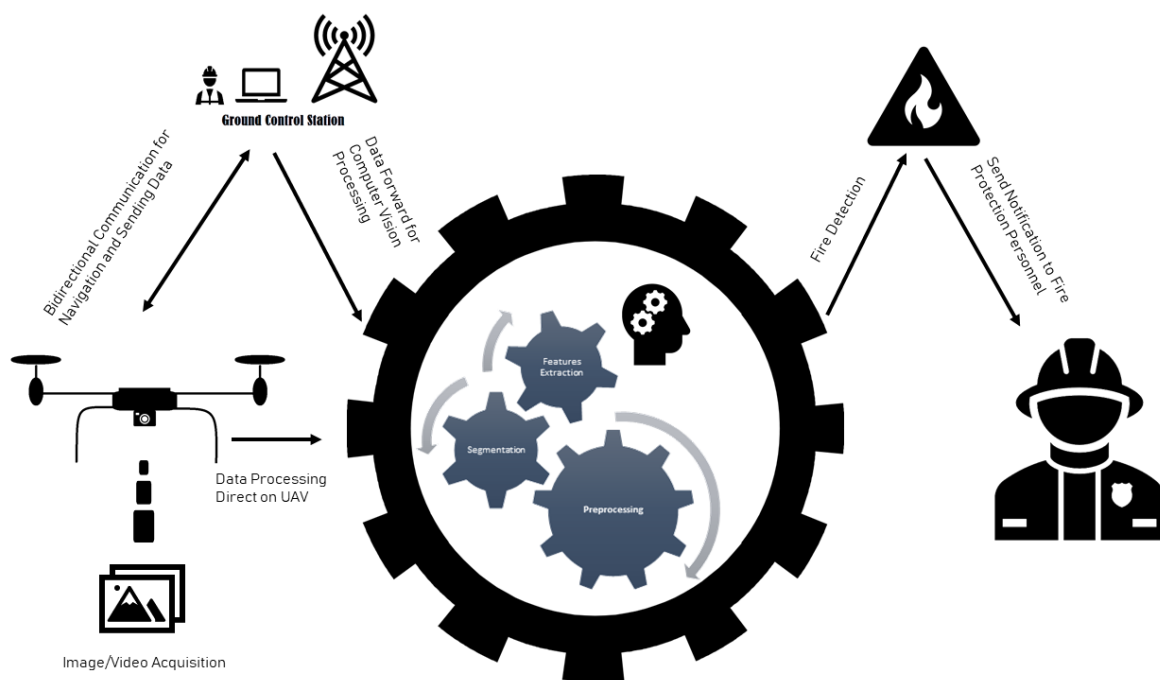 Ground Control Station
Bidirectional Communication for
Navigation and Sending Data
Data Forward for
Computer Vision
Processing
Fire Detection
Send Notification to Fire
Protection Personnel
Features
Extraction
Segmentation
Preprocessing
Data Processing
Direct on UAV
Image/Video Acquisition